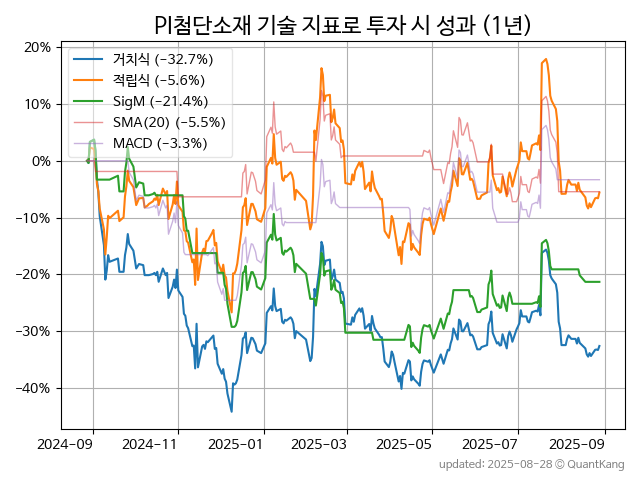 PI첨단소재 기술 지표로 투자 시 성과 (1년)
20%
10%
0%
−10%
−20%
−30%
−40%
거치식 (−32.7%)
적립식 (−5.6%)
SigM (−21.4%)
SMA(20) (−5.5%)
MACD (−3.3%)
2024-09 2024-11 2025-01 2025-03 2025-05 2025-07 2025-09
updated: 2025-08-28 © QuantKang